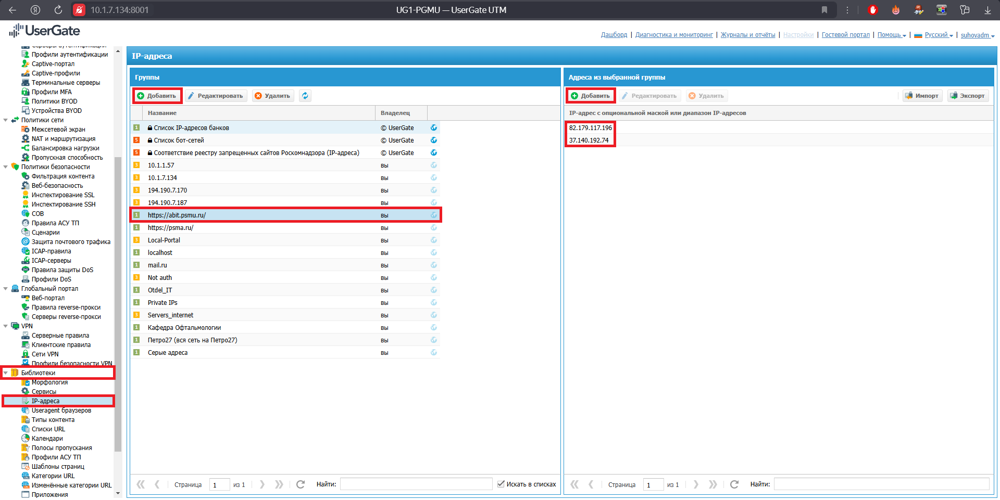 10.1.7.134:8001
UG1-PGMU — UserGate UTM
UserGate
Дашборд | Диагностика и мониторинг | Журналы и отчёты | Настройки | Гостевой портал | Помощь | Русский | suhovadm
Серверы аутентификации
Профили аутентификации
Captive-портал
Captive-профили
Терминальные серверы
Профили MFA
Политики BYOD
Устройства BYOD
Политики сети
Межсетевой экран
NAT и маршрутизация
Балансировка нагрузки
Пропускная способность
Политики безопасности
Фильтрация контента
Веб-безопасность
Инспектирование SSL
Инспектирование SSH
СОВ
Правила АСУ ТП
Сценарии
Защита почтового трафика
ICAP-правила
ICAP-серверы
Правила защиты DoS
Профили DoS
Глобальный портал
Веб-портал
Правила reverse-прокси
Серверы reverse-прокси
VPN
Серверные правила
Клиентские правила
Сети VPN
Профили безопасности VPN
Библиотеки
Морфология
Сервисы
IP-адреса
Useragent браузеров
Типы контента
Списки URL
Календари
Полосы пропускания
Профили АСУ ТП
Шаблоны страниц
Категории URL
Изменённые категории URL
Приложения
IP-адреса
Группы
Добавить Редактировать Удалить
Название Владелец
1 Список IP-адресов банков © UserGate
5 Список бот-сетей © UserGate
5 Соответствие реестру запрещенных сайтов Роскомнадзора (IP-адреса) © UserGate
3 10.1.1.57 вы
3 10.1.7.134 вы
3 194.190.7.170 вы
3 194.190.7.187 вы
1 https://abit.psmu.ru/ вы
1 https://psma.ru/ вы
3 Local-Portal вы
1 localhost вы
1 mail.ru вы
3 Not auth вы
1 Otdel_IT вы
1 Private IPs вы
3 Servers_internet вы
1 Кафедра Офтальмологии вы
1 Петро27 (вся сеть на Петро27) вы
1 Серые адреса вы
Страница 1 из 1 Найти: Искать в списках
Адреса из выбранной группы
Добавить Редактировать Удалить Импорт Экспорт
IP-адрес с опциональной маской или диапазон IP-адресов
82.179.117.196
37.140.192.74
Страница 1 из 1 Найти: